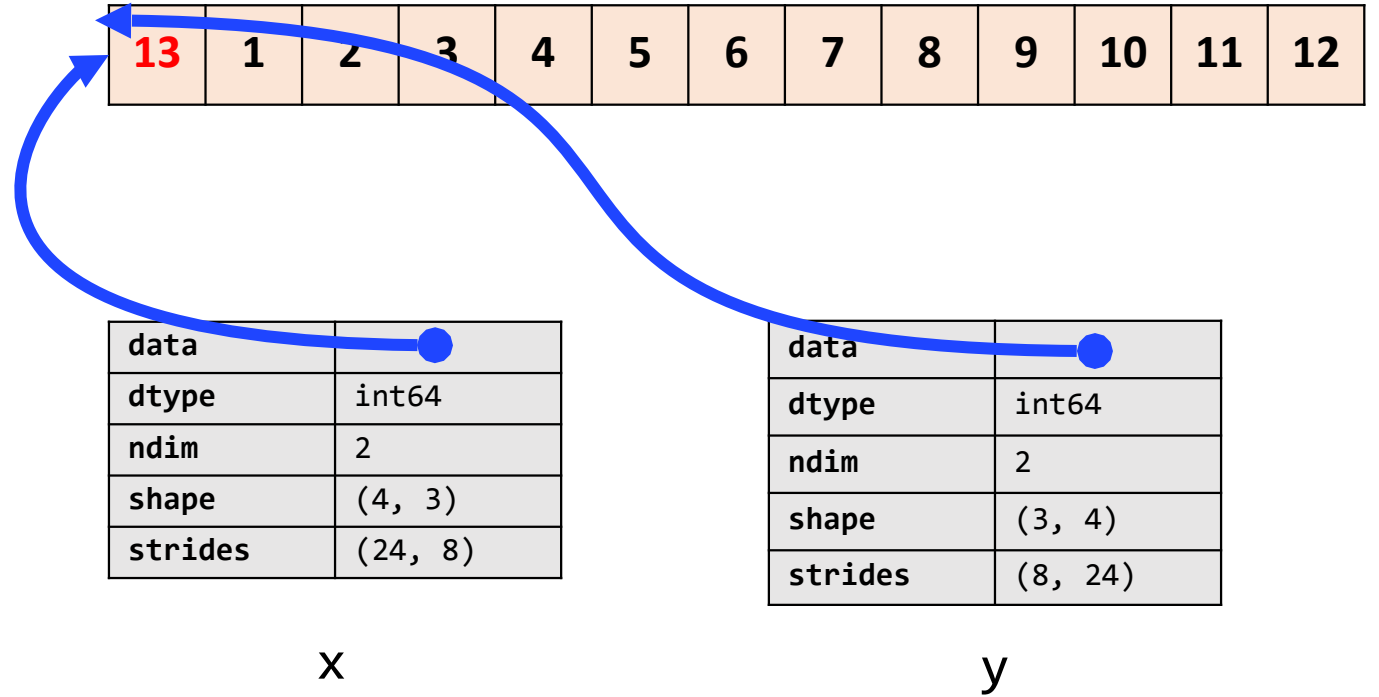 13 1 2 3 4 5 6 7 8 9 10 11 12
data
dtype int64
ndim 2
shape (4, 3)
strides (24, 8)
x
data
dtype int64
ndim 2
shape (3, 4)
strides (8, 24)
y